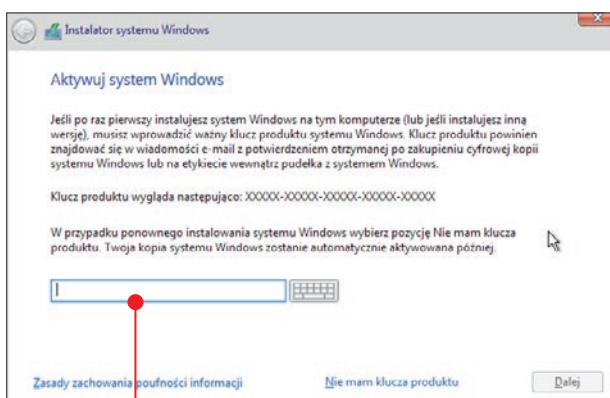 Instalator systemu Windows
Aktywuj system Windows
Jeśli po raz pierwszy instalujesz system Windows na tym komputerze (lub jeśli instalujesz inną
wersję), musisz wprowadzić ważny klucz produktu systemu Windows. Klucz produktu powinien
znajdować się w wiadomości e-mail z potwierdzeniem otrzymanej po zakupieniu cyfrowej kopii
systemu Windows lub na etykiecie wewnątrz pudełka z systemem Windows.
Klucz produktu wygląda następująco: XXXXX-XXXXX-XXXXX-XXXXX-XXXXX
W przypadku ponownego instalowania systemu Windows wybierz pozycję Nie mam klucza
produktu. Twoja kopia systemu Windows zostanie automatycznie aktywowana później.
Zasady zachowania poufności informacji Nie mam klucza produktu Dalej